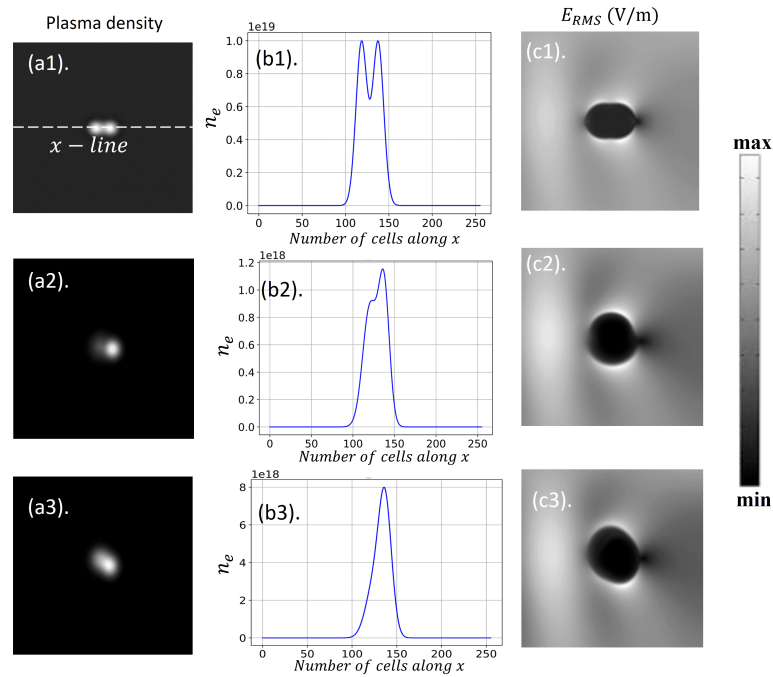 Plasma density
E_RMS (V/m)
(a1).
x − line
1e19
(b1).
1.0
0.8
0.6
0.4
0.2
0.0
n_e
0 50 100 150 200 250
Number of cells along x
(c1).
max
min
(a2).
1e18
(b2).
1.2
1.0
0.8
0.6
0.4
0.2
0.0
n_e
0 50 100 150 200 250
Number of cells along x
(c2).
(a3).
1e18
(b3).
8
6
4
2
0
n_e
0 50 100 150 200 250
Number of cells along x
(c3).